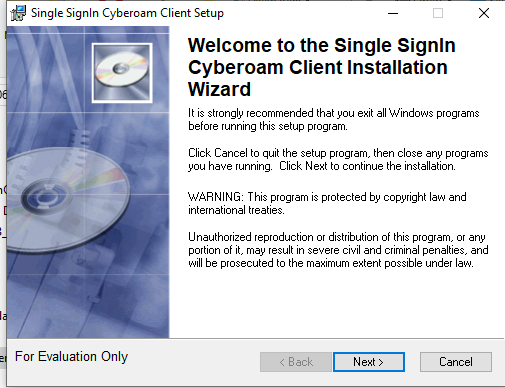 Single SignIn Cyberoam Client Setup
Welcome to the Single SignIn
Cyberoam Client Installation
Wizard
It is strongly recommended that you exit all Windows programs
before running this setup program.
Click Cancel to quit the setup program, then close any programs
you have running. Click Next to continue the installation.
WARNING: This program is protected by copyright law and
international treaties.
Unauthorized reproduction or distribution of this program, or any
portion of it, may result in severe civil and criminal penalties, and
will be prosecuted to the maximum extent possible under law.
For Evaluation Only
< Back
Next >
Cancel